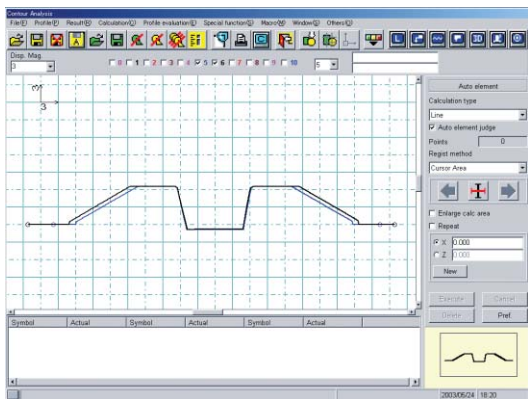 Contour Analysis
File(F) Profile(P) Result(R) Calculation(C) Profile evaluation(E) Special function(S) Macro(M) Window(G) Others(O)
Disp. Mag.
3
0 1 2 3 4 5 6 7 8 9 10
5
3
3
Auto element
Calculation type
Line
Auto element judge
Points 0
Regist method
Cursor Area
Enlarge calc area
Repeat
X 0.000
Z 0.000
New
Execute Cancel
Delete Pref.
Symbol Actual Symbol Actual Symbol Actual
2003/06/24 18:20